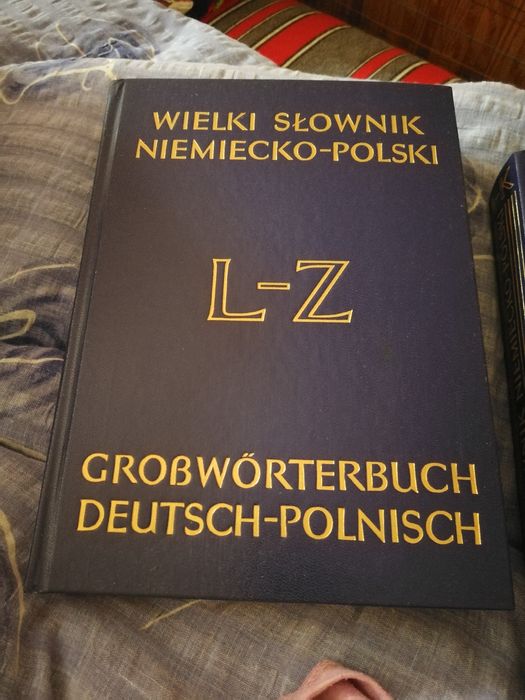 WIELKI SŁOWNIK
NIEMIECKO-POLSKI
L-Z
GROßWÖRTERBUCH
DEUTSCH-POLNISCH